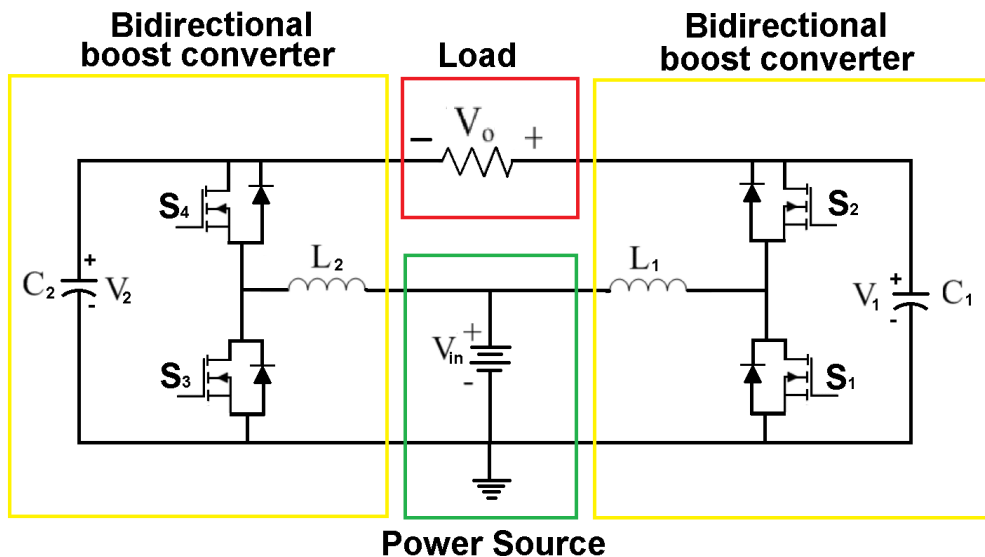 Bidirectional
boost converter
Load
Bidirectional
boost converter
− Vo +
S4
S2
L2
L1
C2
+
V2
-
Vin
+
-
V1
+
-
C1
S3
S1
Power Source